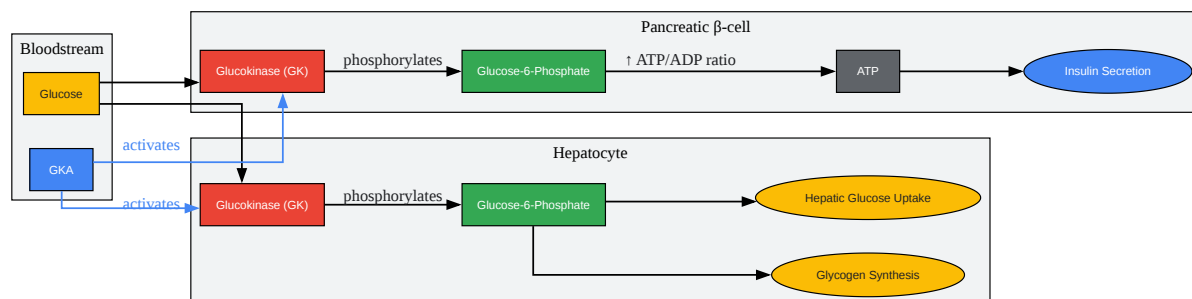 Pancreatic β-cell
Bloodstream
Glucokinase (GK)
phosphorylates
Glucose-6-Phosphate
↑ ATP/ADP ratio
ATP
Insulin Secretion
Glucose
activates
Hepatocyte
GKA
activates
Glucokinase (GK)
phosphorylates
Glucose-6-Phosphate
Hepatic Glucose Uptake
Glycogen Synthesis